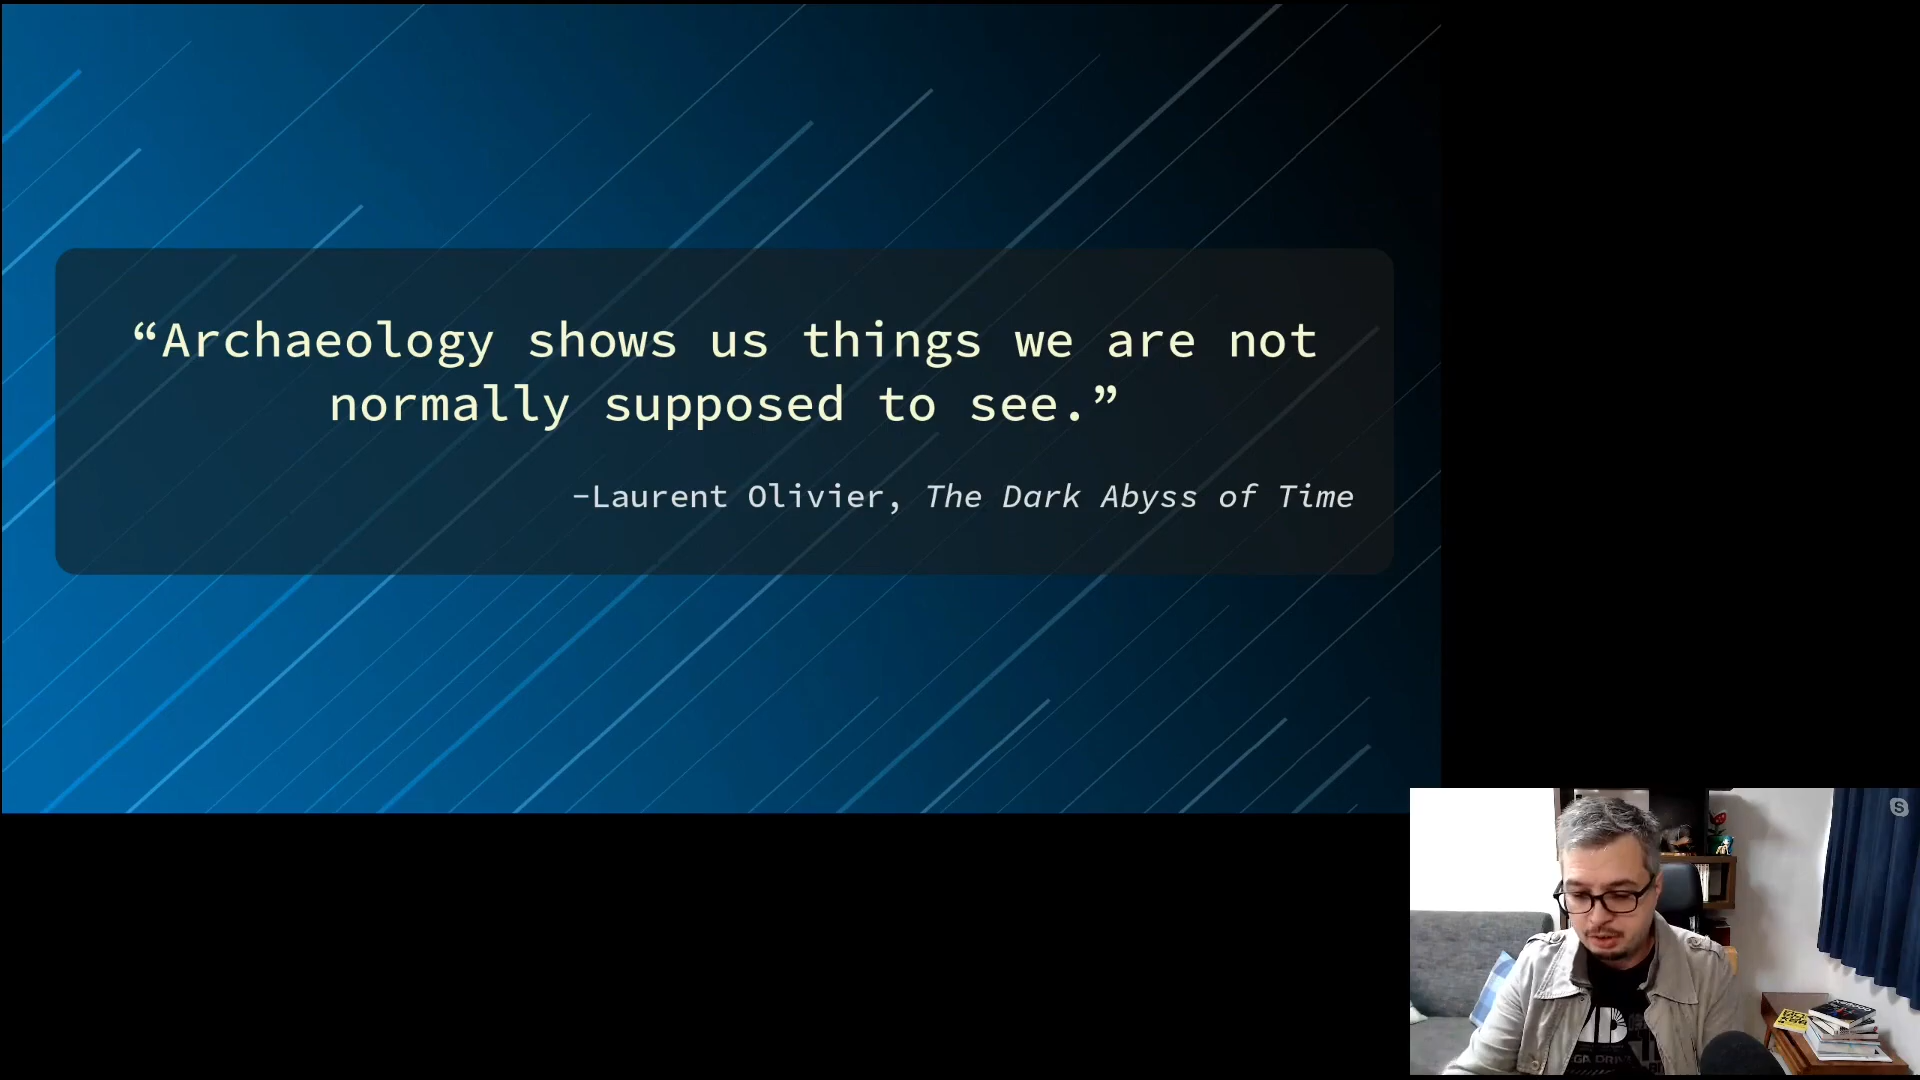 “Archaeology shows us things we are not
normally supposed to see.”
–Laurent Olivier, The Dark Abyss of Time
S